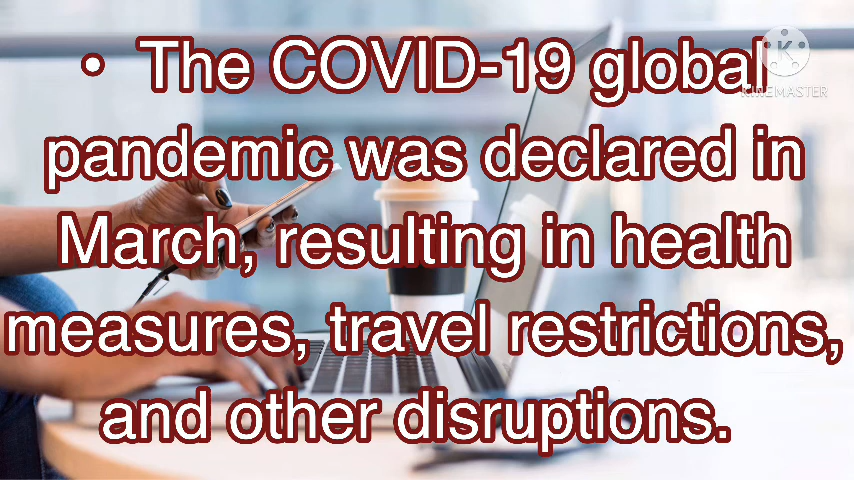 • The COVID-19 global
KINEMASTER
pandemic was declared in
March, resulting in health
measures, travel restrictions,
and other disruptions.